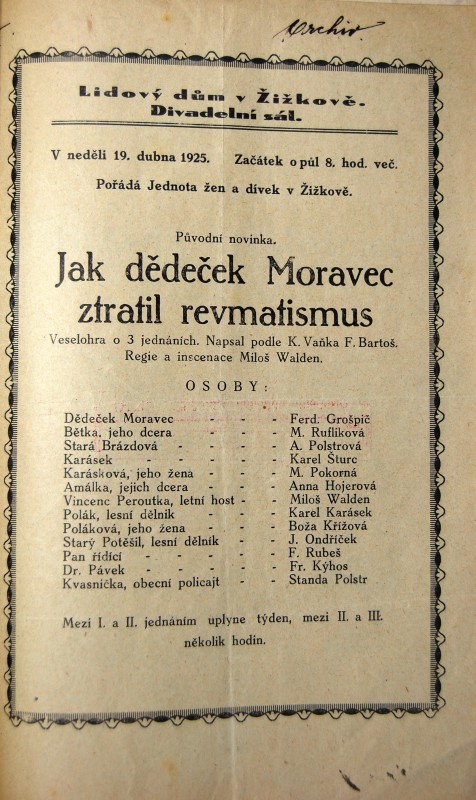 Archiv
Lidový dům v Žižkově.
Divadelní sál.
V neděli 19. dubna 1925. Začátek o půl 8. hod. več.
Pořádá Jednota žen a dívek v Žižkově.
Původní novinka.
Jak dědeček Moravec
ztratil revmatismus
Veselohra o 3 jednáních. Napsal podle K. Vaňka F. Bartoš.
Regie a inscenace Miloš Walden.
OSOBY:
Dědeček Moravec - - - Ferd. Grošpič
Bětka, jeho dcera - - - M. Ruflíková
Stará Brázdová - - - - A. Polstrová
Karásek - - - - - Karel Šturc
Karásková, jeho žena - - - M. Pokorná
Amálka, jejich dcera - - - Anna Hojerová
Vincenc Peroutka, letní host - - Miloš Walden
Polák, lesní dělník - - - Karel Karásek
Poláková, jeho žena - - - Boža Křížová
Starý Potěšil, lesní dělník - - J. Ondříček
Pan řídící - - - - - F. Rubeš
Dr. Pávek - - - - - Fr. Kýhos
Kvasnička, obecní policajt - - Standa Polstr
Mezi I. a II. jednáním uplyne týden, mezi II. a III.
několik hodin.